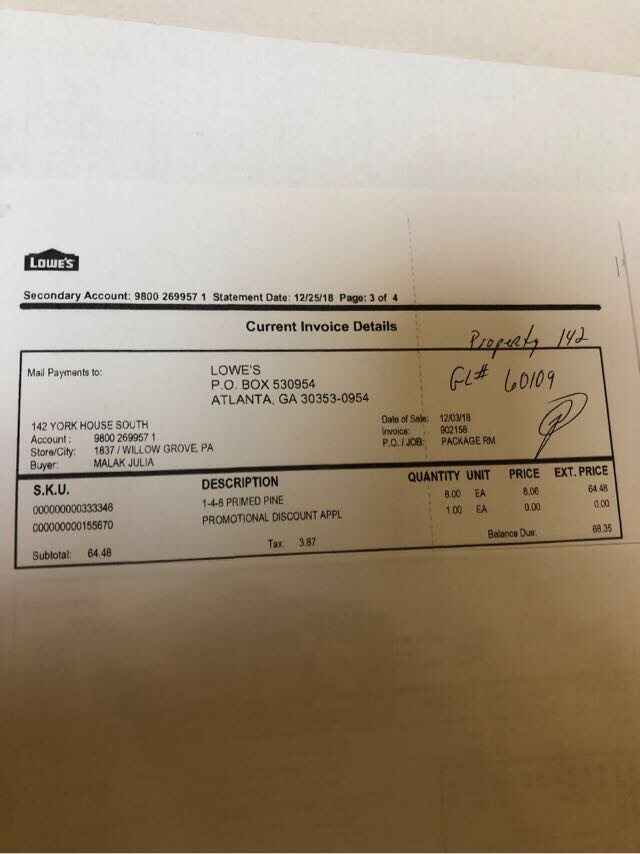 LOWE'S
Secondary Account: 9800 269957 1 Statement Date: 12/25/18 Page: 3 of 4
Current Invoice Details
Property 142
GL# 60109
Mail Payments to:
LOWE'S
P.O. BOX 530954
ATLANTA, GA 30353-0954
142 YORK HOUSE SOUTH
Account: 9800 269957 1
Store/City: 1837 / WILLOW GROVE, PA
Buyer: MALAK JULIA
Date of Sale: 12/03/18
Invoice: 902158
P.O. / JOB: PACKAGE RM
S.K.U. DESCRIPTION QUANTITY UNIT PRICE EXT. PRICE
000000000333346 1-4-8 PRIMED PINE 8.00 EA 8.06 64.48
000000000155670 PROMOTIONAL DISCOUNT APPL 1.00 EA 0.00 0.00
Subtotal: 64.48 Tax: 3.87 Balance Due: 68.35